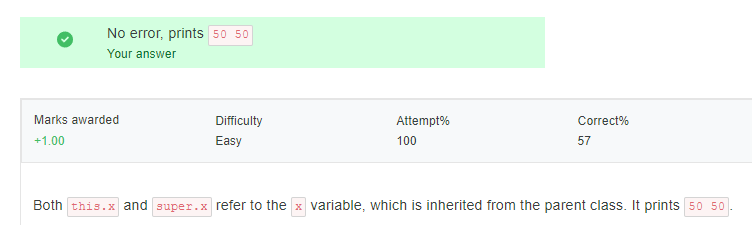 No error, prints 50 50
Your answer
Marks awarded Difficulty Attempt% Correct%
+1.00 Easy 100 57
Both this.x and super.x refer to the x variable, which is inherited from the parent class. It prints 50 50.